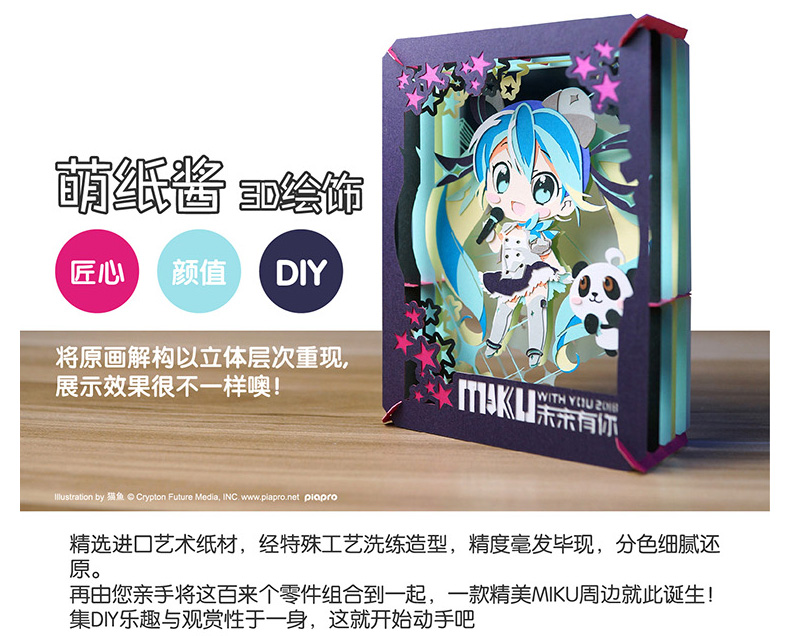 萌纸酱 3D绘饰
匠心
颜值
DIY
将原画解构以立体层次重现,
展示效果很不一样噢!
MIKU
WITH YOU 2018
未来有你
Illustration by 猫魚 © Crypton Future Media, INC www.piapro.net piapro
精选进口艺术纸材，经特殊工艺洗练造型，精度毫发毕现，分色细腻还
原。
再由您亲手将这百来个零件组合到一起，一款精美MIKU周边就此诞生!
集DIY乐趣与观赏性于一身，这就开始动手吧